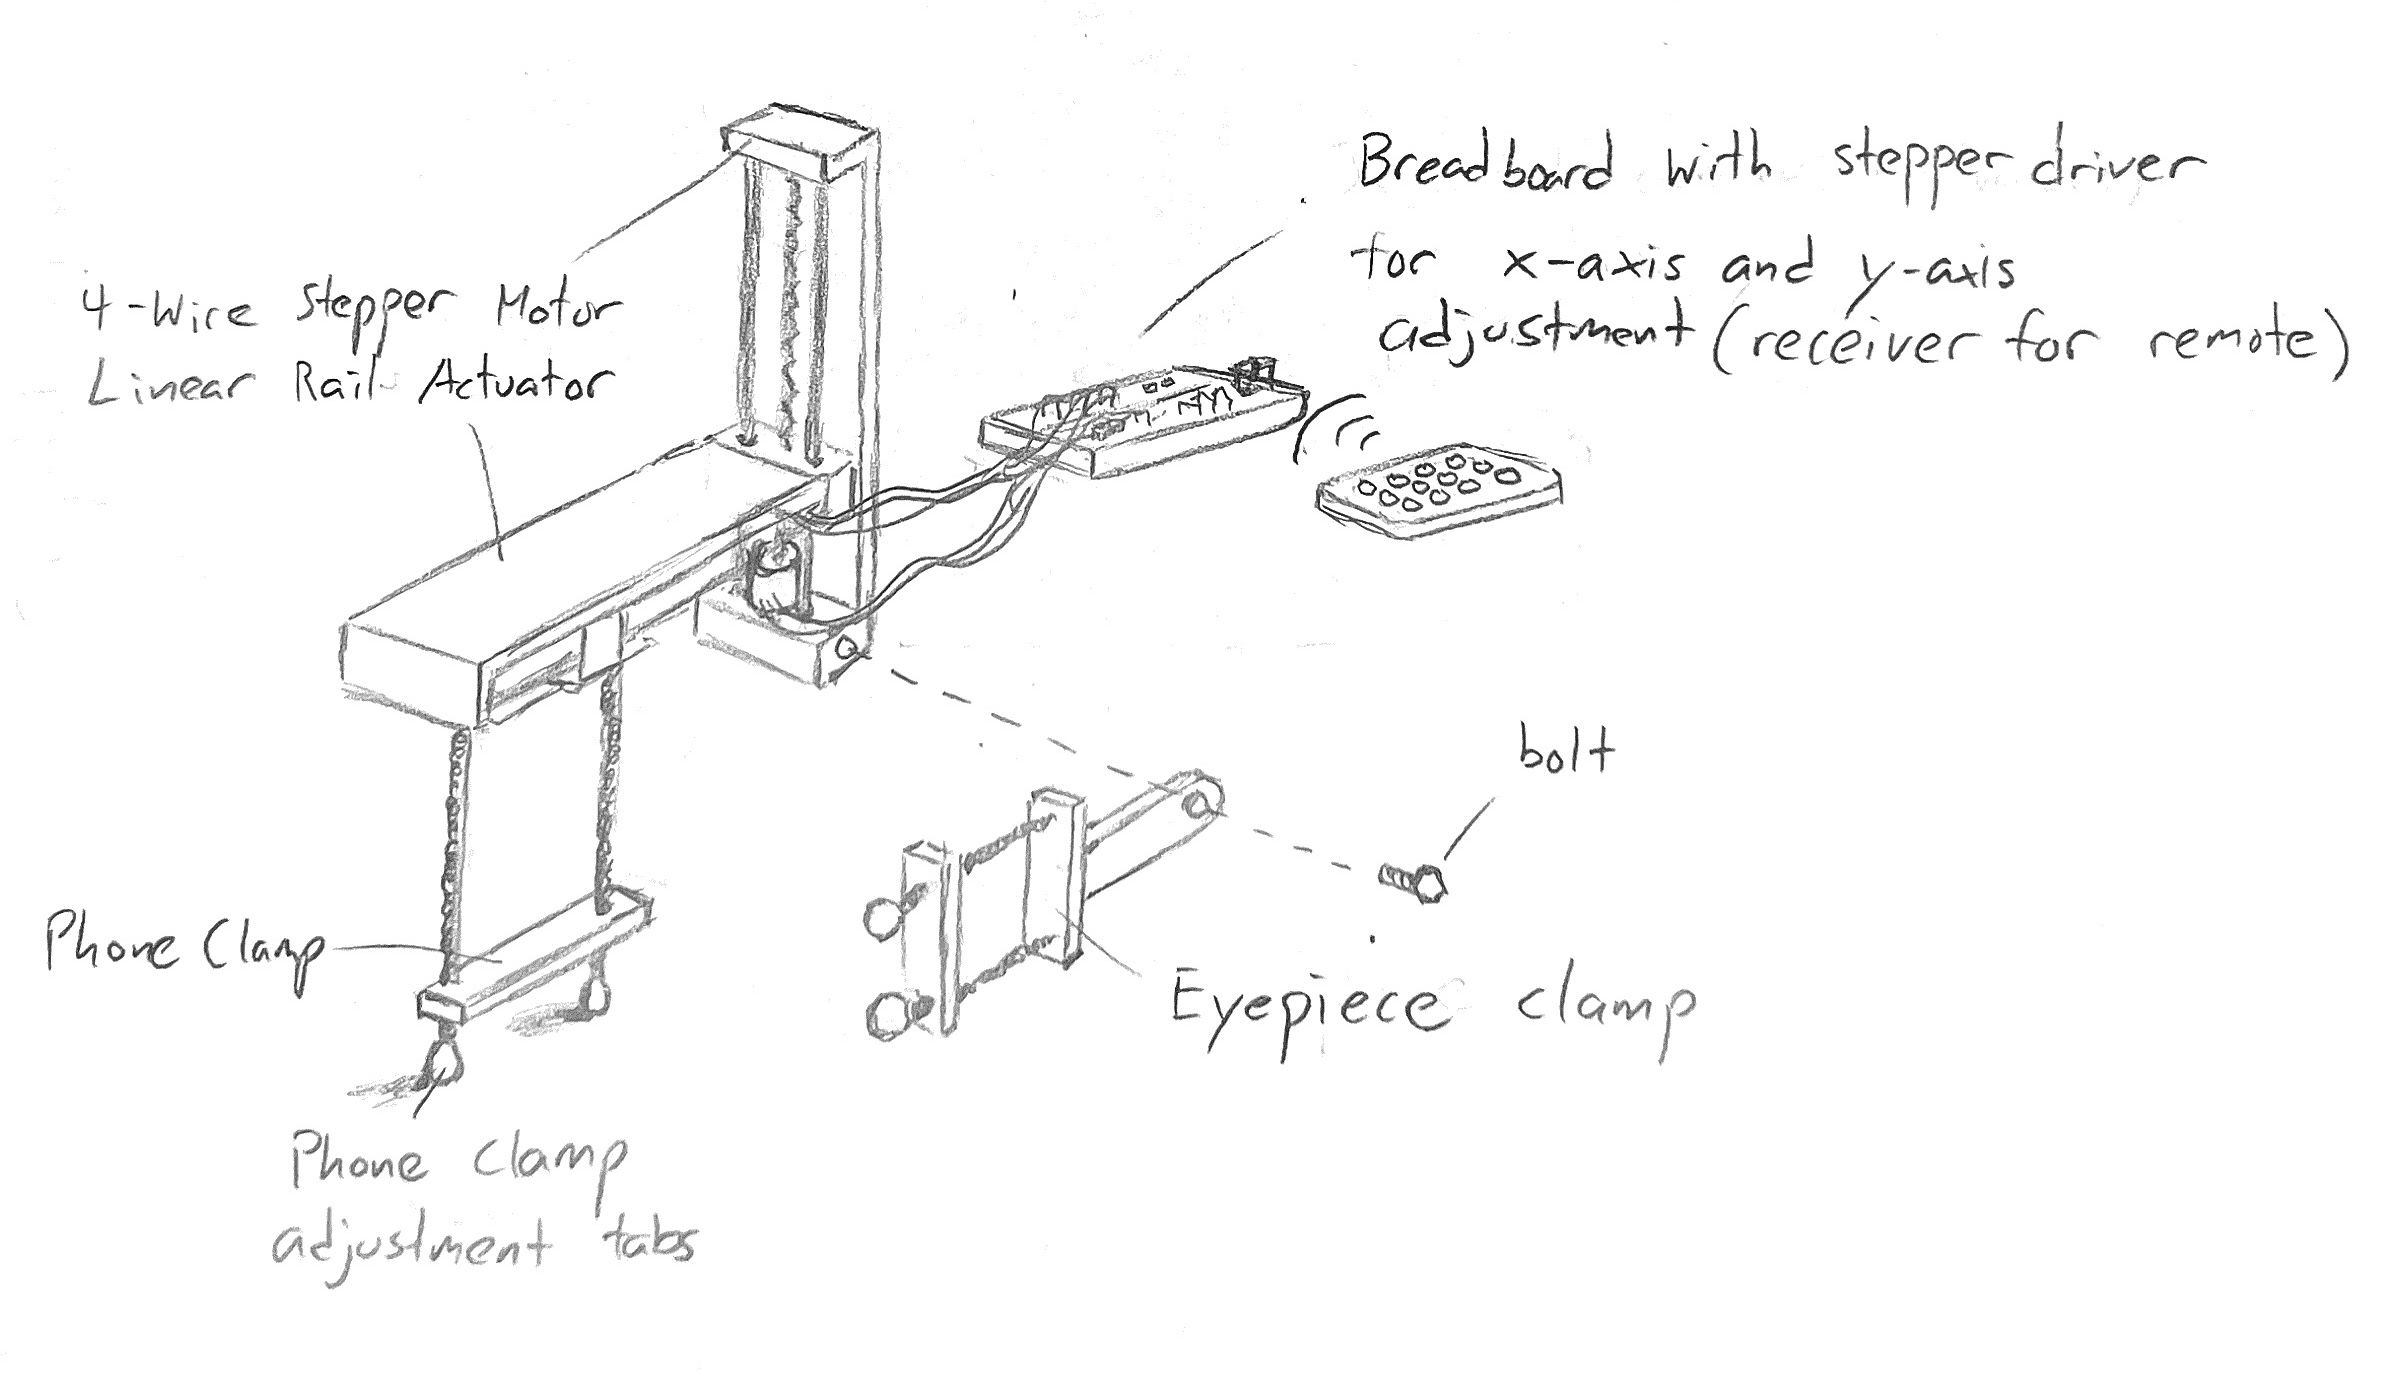 Breadboard with stepper driver
for x-axis and y-axis
adjustment (receiver for remote)
4-Wire Stepper Motor
Linear Rail Actuator
bolt
Phone Clamp
Eyepiece clamp
Phone Clamp
adjustment tabs